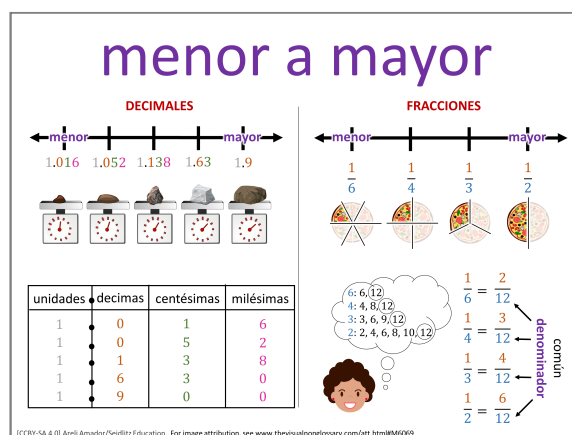 menor a mayor
DECIMALES
menor mayor
1.016 1.052 1.138 1.63 1.9
unidades • decimas centésimas milésimas
1 • 0 1 6
1 • 0 5 2
1 • 1 3 8
1 • 6 3 0
1 • 9 0 0
FRACCIONES
menor mayor
1/6 1/4 1/3 1/2
6: 6, 12
4: 4, 8, 12
3: 3, 6, 9, 12
2: 2, 4, 6, 8, 10, 12
1/6 = 2/12
1/4 = 3/12
1/3 = 4/12
1/2 = 6/12
común
denominador
[CCBY-SA 4.0] Areli Amador/Seidlitz Education. For image attribution, see www.thevisualnonglossary.com/att.html#M6069